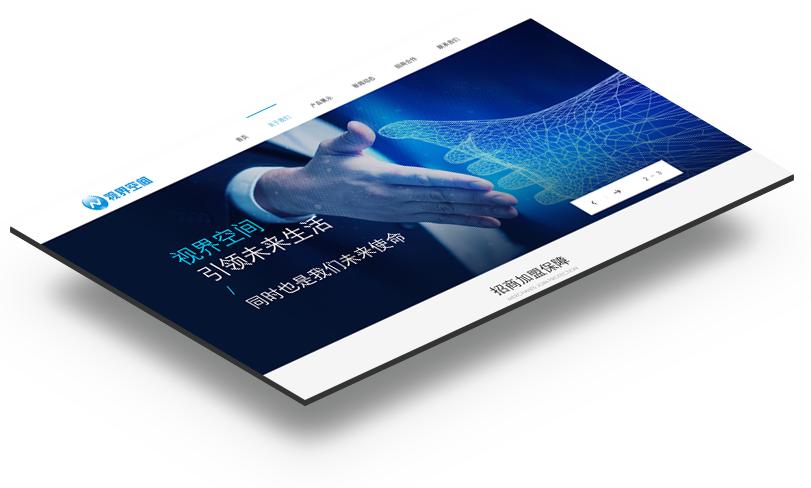 视界空间
首页
关于我们
产品展示
新闻动态
招商合作
联系我们
视界空间
引领未来生活
/
同时也是我们未来使命
2 - 3
招商加盟保障